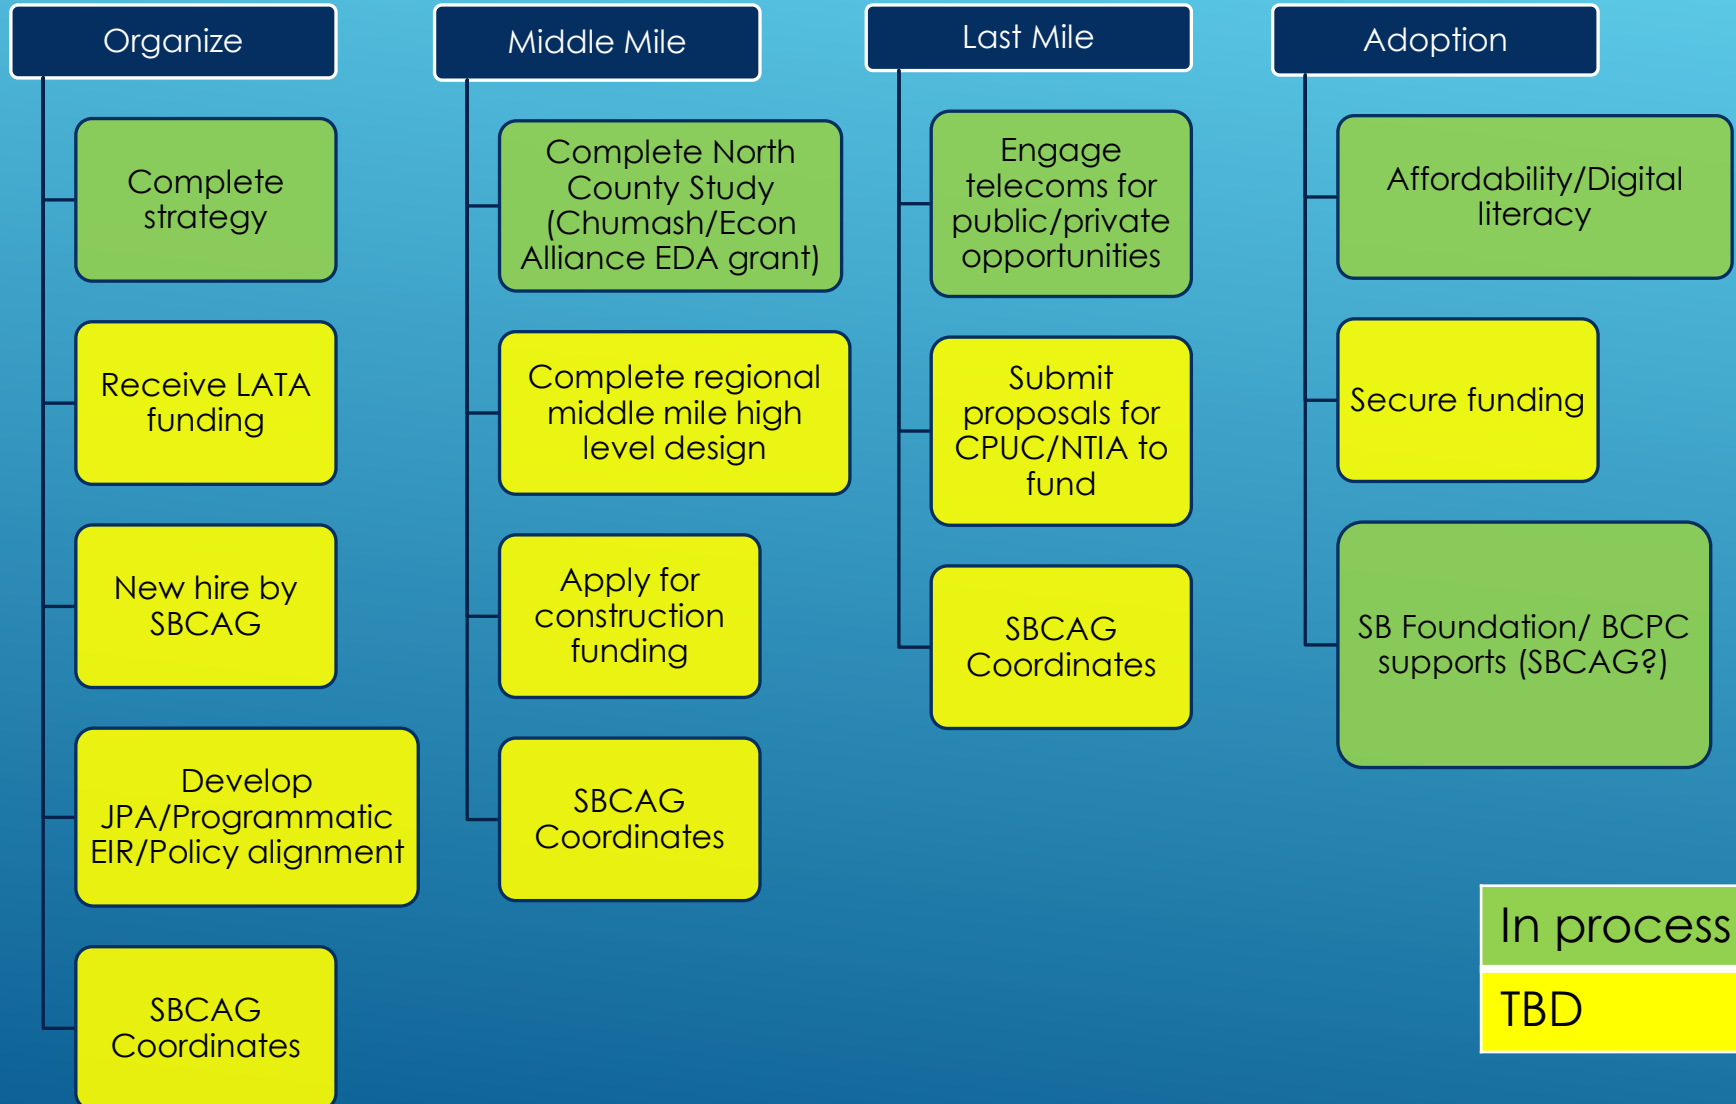 Organize
Complete
strategy
Receive LATA
funding
New hire by
SBCAG
Develop
JPA/Programmatic
EIR/Policy alignment
SBCAG
Coordinates
Middle Mile
Complete North
County Study
(Chumash/Econ
Alliance EDA grant)
Complete regional
middle mile high
level design
Apply for
construction
funding
SBCAG
Coordinates
Last Mile
Engage
telecoms for
public/private
opportunities
Submit
proposals for
CPUC/NTIA to
fund
SBCAG
Coordinates
Adoption
Affordability/Digital
literacy
Secure funding
SB Foundation/ BCPC
supports (SBCAG?)
In process
TBD